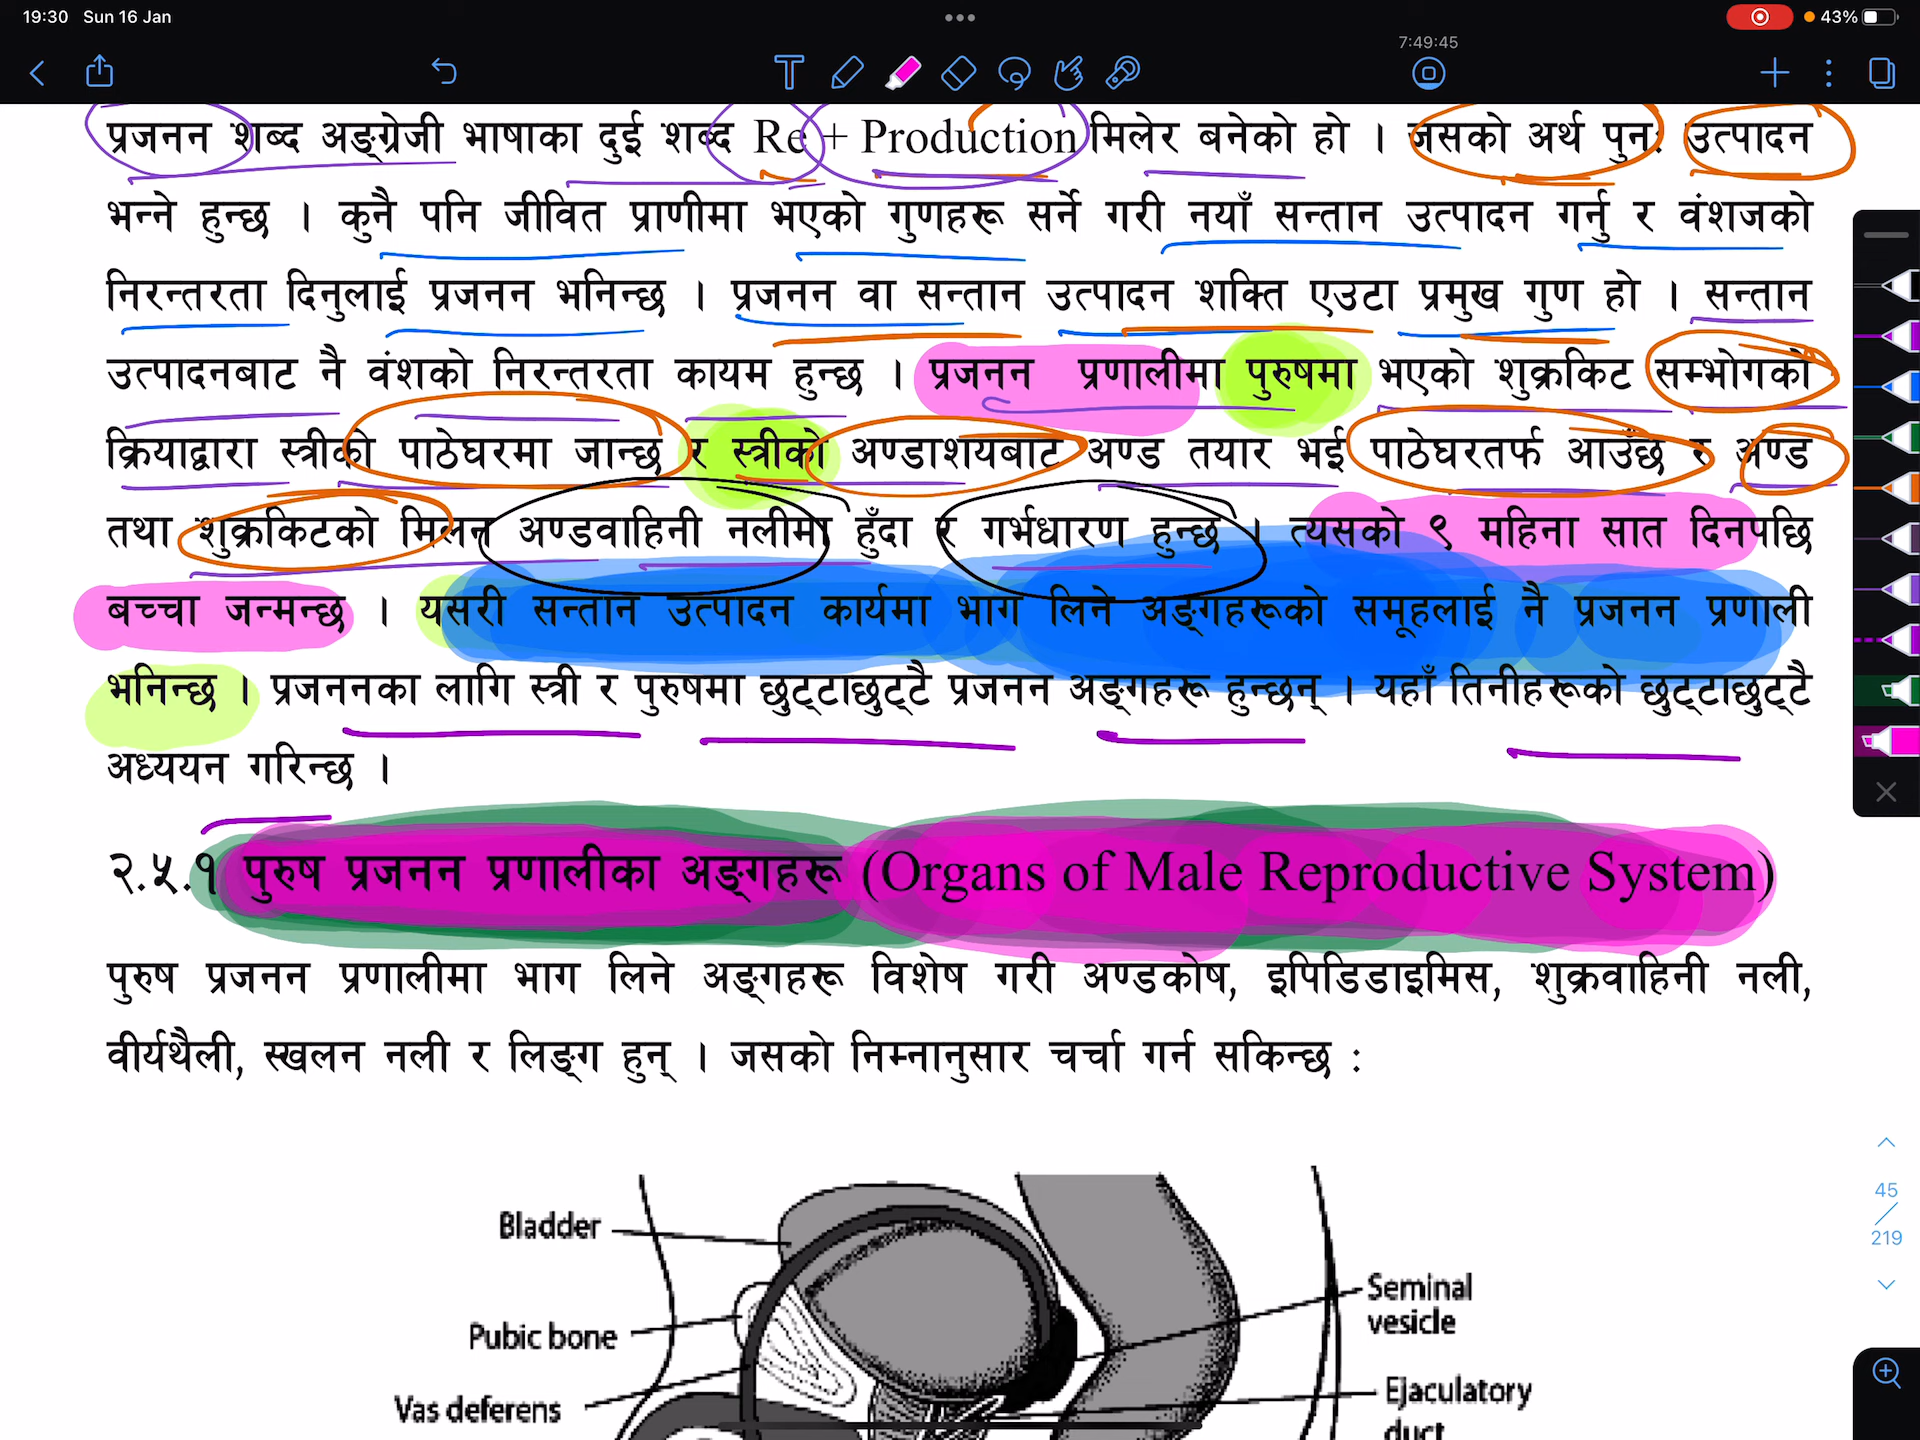 19:30 Sun 16 Jan
43%
7:49:45
प्रजनन शब्द अङ्ग्रेजी भाषाका दुई शब्द Re + Production मिलेर बनेको हो । जसको अर्थ पुनः उत्पादन
भन्ने हुन्छ । कुनै पनि जीवित प्राणीमा भएको गुणहरू सर्ने गरी नयाँ सन्तान उत्पादन गर्नु र वंशजको
निरन्तरता दिनुलाई प्रजनन भनिन्छ । प्रजनन वा सन्तान उत्पादन शक्ति एउटा प्रमुख गुण हो । सन्तान
उत्पादनबाट नै वंशको निरन्तरता कायम हुन्छ । प्रजनन प्रणालीमा पुरुषमा भएको शुक्रकिट सम्भोगको
क्रियाद्वारा स्त्रीको पाठेघरमा जान्छ र स्त्रीको अण्डाशयबाट अण्ड तयार भई पाठेघरतर्फ आउँछ र अण्ड
तथा शुक्रकिटको मिलन अण्डवाहिनी नलीमा हुँदा र गर्भधारण हुन्छ । त्यसको ९ महिना सात दिनपछि
बच्चा जन्मन्छ । यसरी सन्तान उत्पादन कार्यमा भाग लिने अङ्गहरूको समूहलाई नै प्रजनन प्रणाली
भनिन्छ । प्रजननका लागि स्त्री र पुरुषमा छुट्टाछुट्टै प्रजनन अङ्गहरू हुन्छन् । यहाँ तिनीहरूको छुट्टाछुट्टै
अध्ययन गरिन्छ ।
२.५.१ पुरुष प्रजनन प्रणालीका अङ्गहरू (Organs of Male Reproductive System)
पुरुष प्रजनन प्रणालीमा भाग लिने अङ्गहरू विशेष गरी अण्डकोष, इपिडिडाइमिस, शुक्रवाहिनी नली,
वीर्यथैली, स्खलन नली र लिङ्ग हुन् । जसको निम्नानुसार चर्चा गर्न सकिन्छ :
45
/
219
Bladder
Seminal
vesicle
Pubic bone
Vas deferens
Ejaculatory
duct